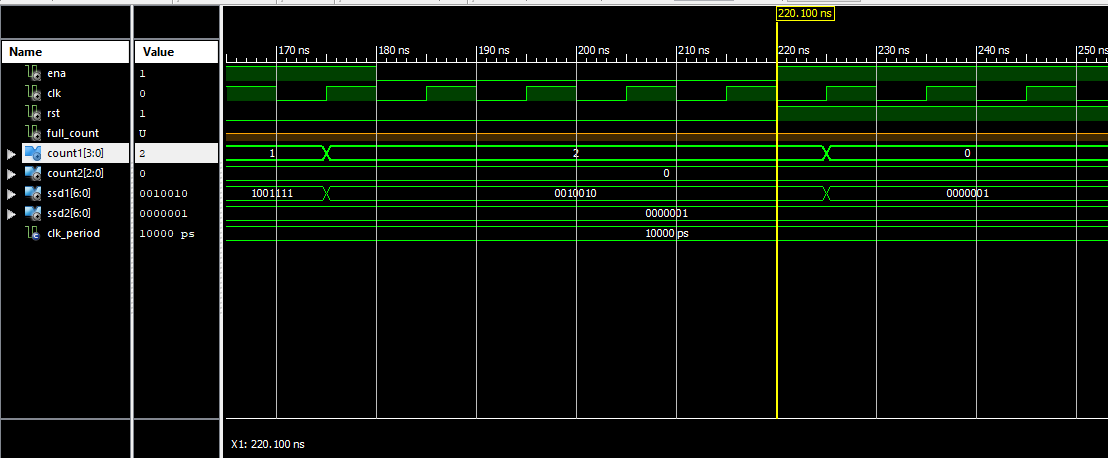 220.100 ns
Name Value 170 ns 180 ns 190 ns 200 ns 210 ns 220 ns 230 ns 240 ns 250 ns
ena 1
clk 0
rst 1
full_count U
count1[3:0] 2 1 2 0
count2[2:0] 0 0
ssd1[6:0] 0010010 1001111 0010010 0000001
ssd2[6:0] 0000001 0000001
clk_period 10000 ps 10000 ps
X1: 220.100 ns